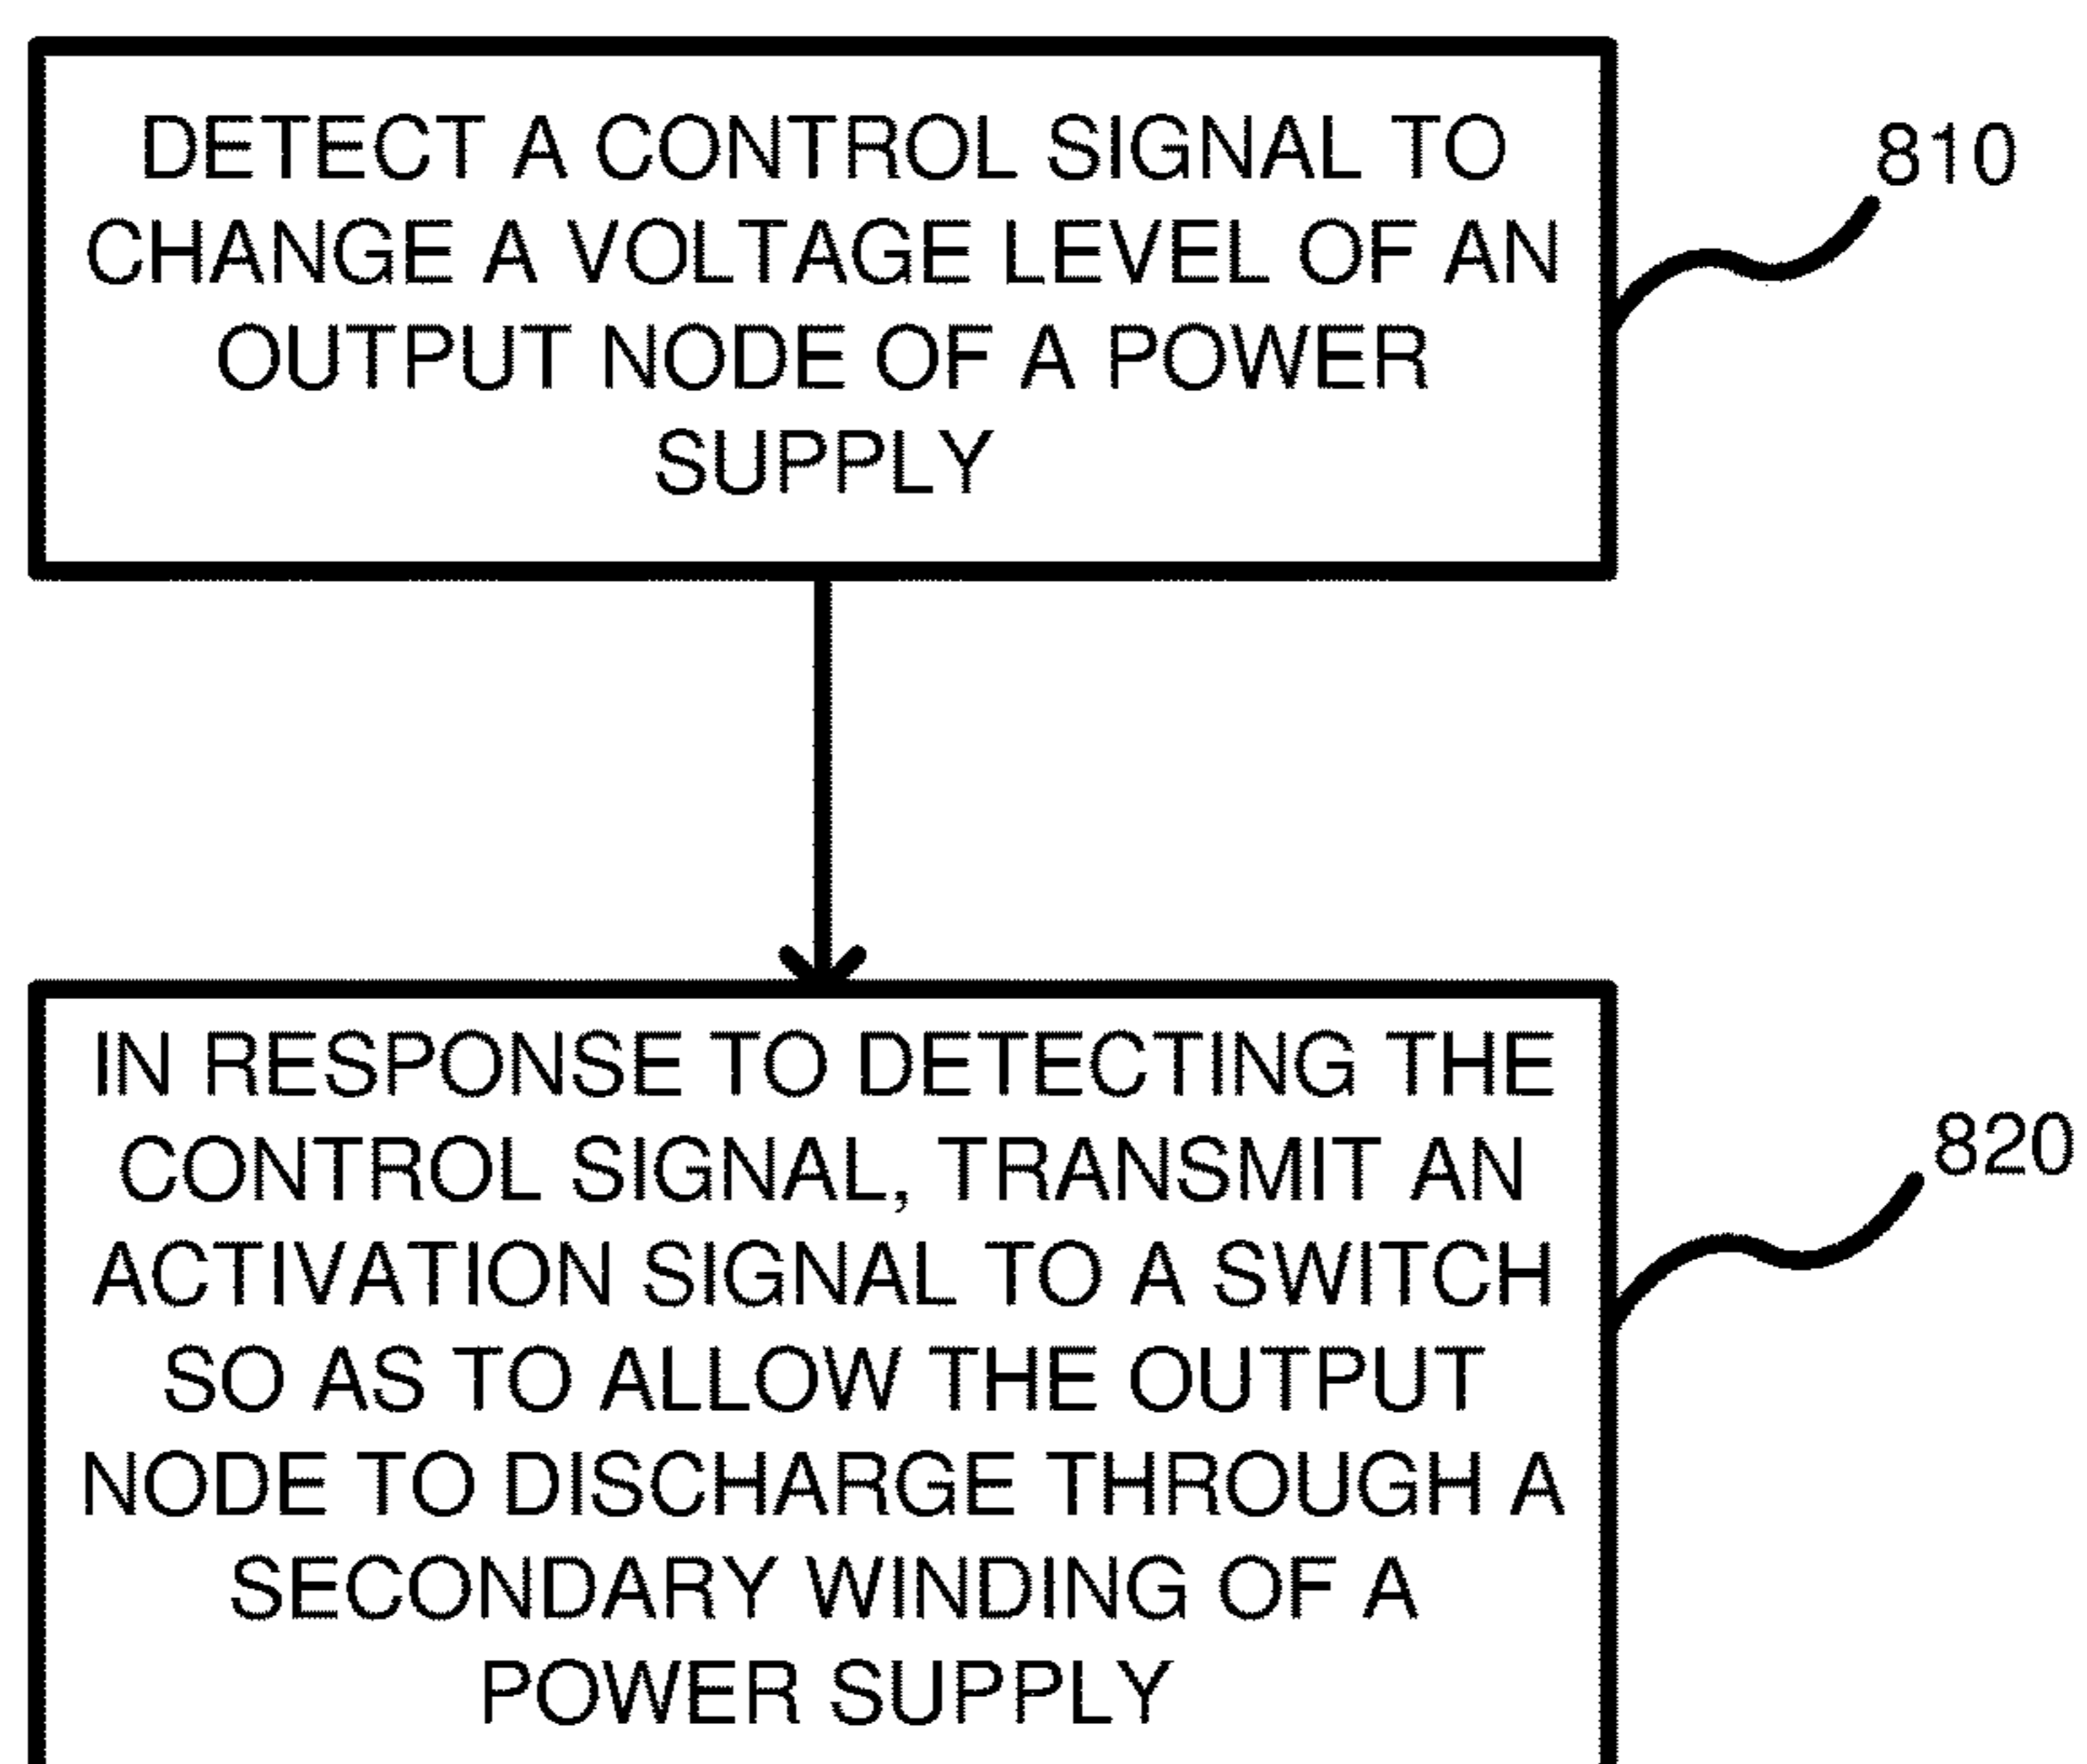 DETECT A CONTROL SIGNAL TO
CHANGE A VOLTAGE LEVEL OF AN
OUTPUT NODE OF A POWER
SUPPLY
810
IN RESPONSE TO DETECTING THE
CONTROL SIGNAL, TRANSMIT AN
ACTIVATION SIGNAL TO A SWITCH
SO AS TO ALLOW THE OUTPUT
NODE TO DISCHARGE THROUGH A
SECONDARY WINDING OF A
POWER SUPPLY
820